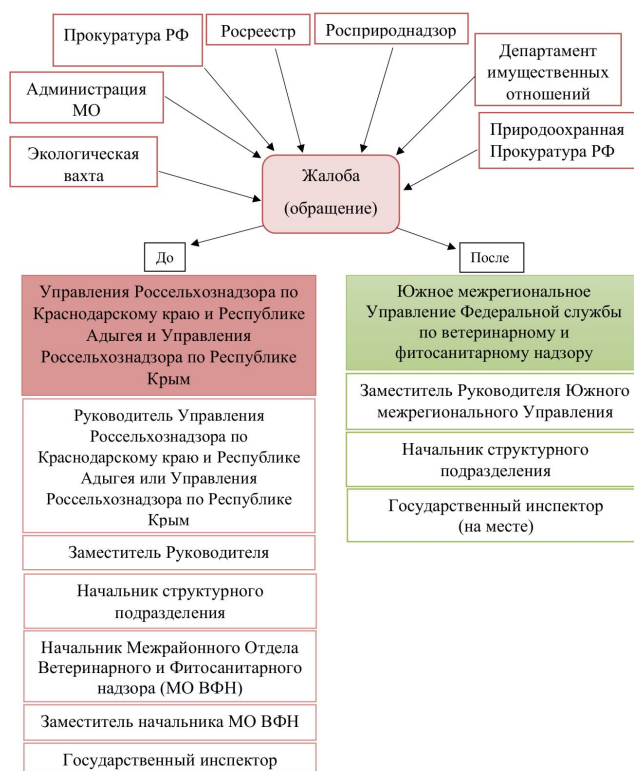 Прокуратура РФ
Росреестр
Росприроднадзор
Департамент
имущественных
отношений
Администрация
МО
Природоохранная
Прокуратура РФ
Экологическая
вахта
Жалоба
(обращение)
До
После
Управления Россельхознадзора по
Краснодарскому краю и Республике
Адыгея и Управления
Россельхознадзора по Республике
Крым
Руководитель Управления
Россельхознадзора по
Краснодарскому краю и Республике
Адыгея или Управления
Россельхознадзора по Республике
Крым
Заместитель Руководителя
Начальник структурного
подразделения
Начальник Межрайонного Отдела
Ветеринарного и Фитосанитарного
надзора (МО ВФН)
Заместитель начальника МО ВФН
Государственный инспектор
Южное межрегиональное
Управление Федеральной службы
по ветеринарному и
фитосанитарному надзору
Заместитель Руководителя Южного
межрегионального Управления
Начальник структурного
подразделения
Государственный инспектор
(на месте)